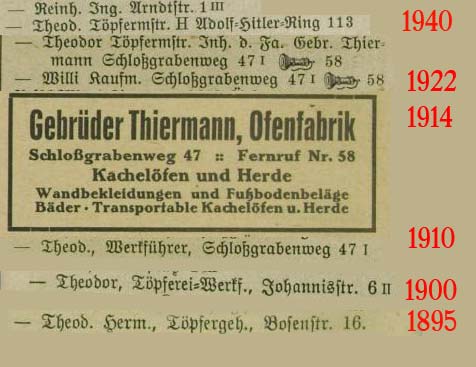 — Reinh. Ing. Arndtstr. 1 III
— Theod. Töpfermstr. H Adolf-Hitler-Ring 113 1940
— Theodor Töpfermstr. Inh. d. Fa. Gebr. Thier-
mann Schloßgrabenweg 47 I 58
— Willi Kaufm. Schloßgrabenweg 47 I 58 1922
Gebrüder Thiermann, Ofenfabrik 1914
Schloßgrabenweg 47 :: Fernruf Nr. 58
Kachelöfen und Herde
Wandbekleidungen und Fußbodenbeläge
Bäder · Transportable Kachelöfen u. Herde
— Theod., Werkführer, Schloßgrabenweg 47 I 1910
— Theodor, Töpferei-Werkf., Johannisstr. 6 II 1900
— Theod. Herm., Töpfergeh., Bosenstr. 16. 1895